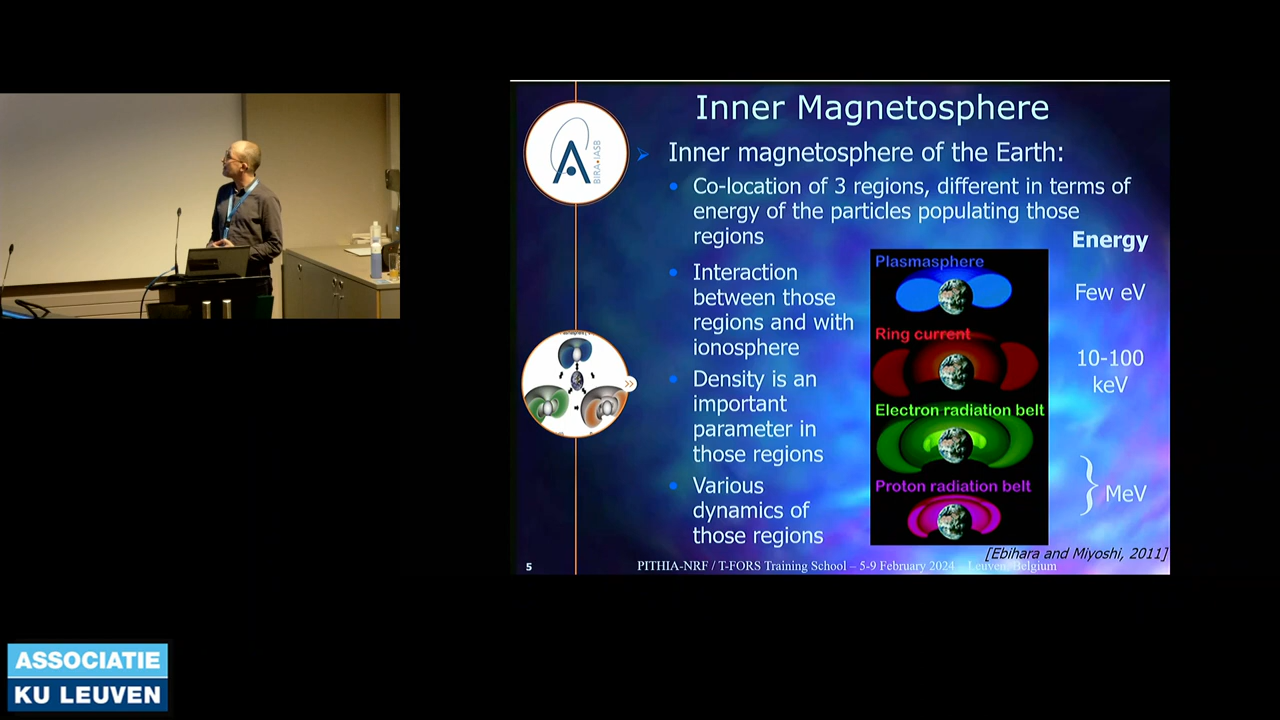 Inner Magnetosphere
BIRA•IASB
Inner magnetosphere of the Earth:
Co-location of 3 regions, different in terms of
energy of the particles populating those
regions
Interaction
between those
regions and with
ionosphere
Density is an
important
parameter in
those regions
Various
dynamics of
those regions
Energy
Plasmasphere
Few eV
Ring current
10-100
keV
Electron radiation belt
Proton radiation belt
MeV
[Ebihara and Miyoshi, 2011]
5
PITHIA-NRF / T-FORS Training School – 5-9 February 2024 – Leuven, Belgium
ASSOCIATIE
KU LEUVEN